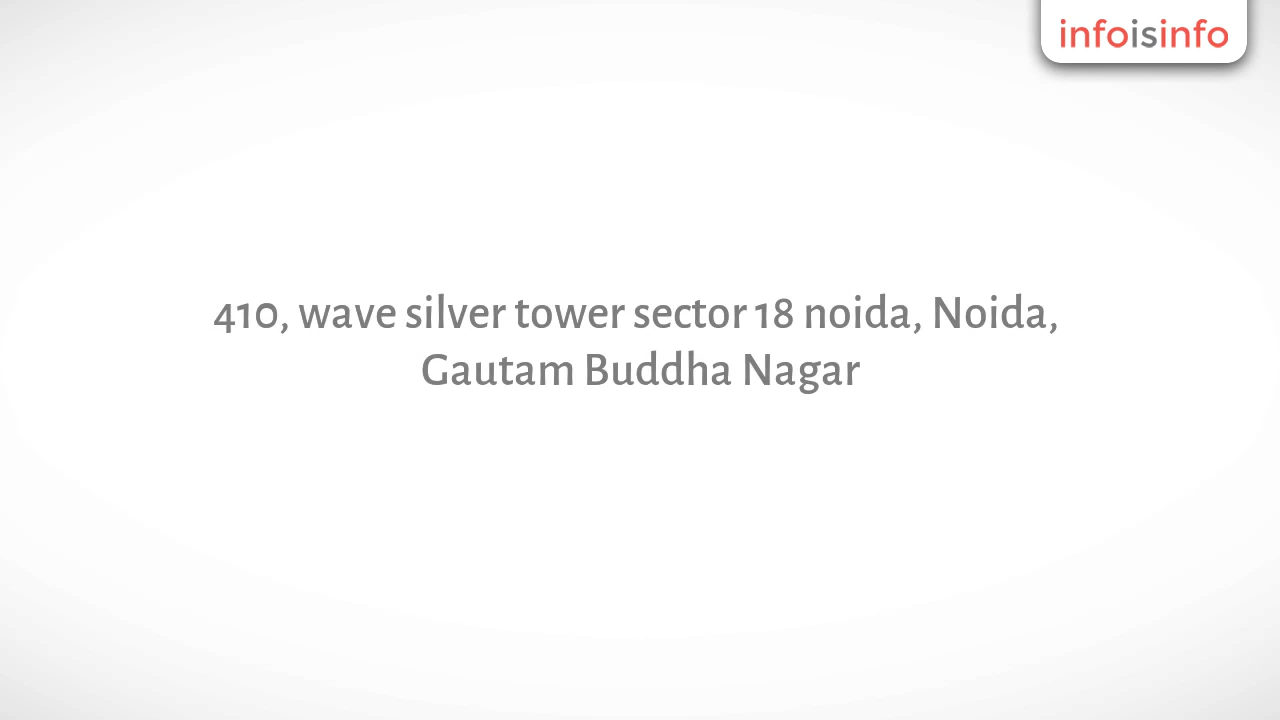 infoisinfo
410, wave silver tower sector 18 noida, Noida,
Gautam Buddha Nagar